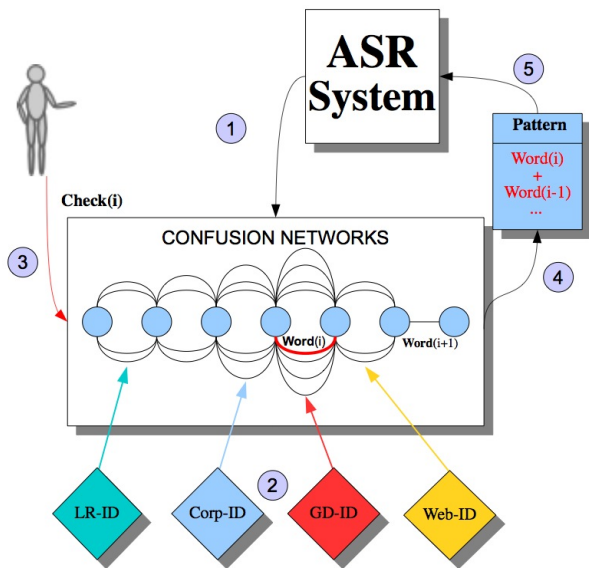 ASR
System
5
1
Pattern
Word(i)
+
Word(i-1)
...
Check(i)
CONFUSION NETWORKS
3
4
Word(i)
Word(i+1)
2
LR-ID
Corp-ID
GD-ID
Web-ID